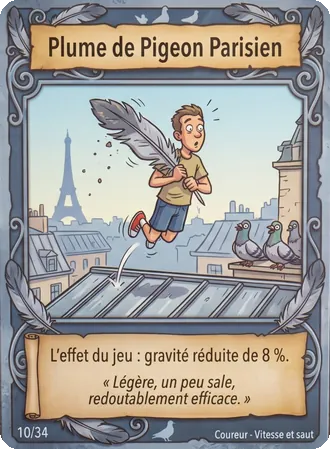 Plume de Pigeon Parisien
L'effet du jeu : gravité réduite de 8 %.
« Légère, un peu sale,
redoutablement efficace. »
10/34
Coureur - Vitesse et saut